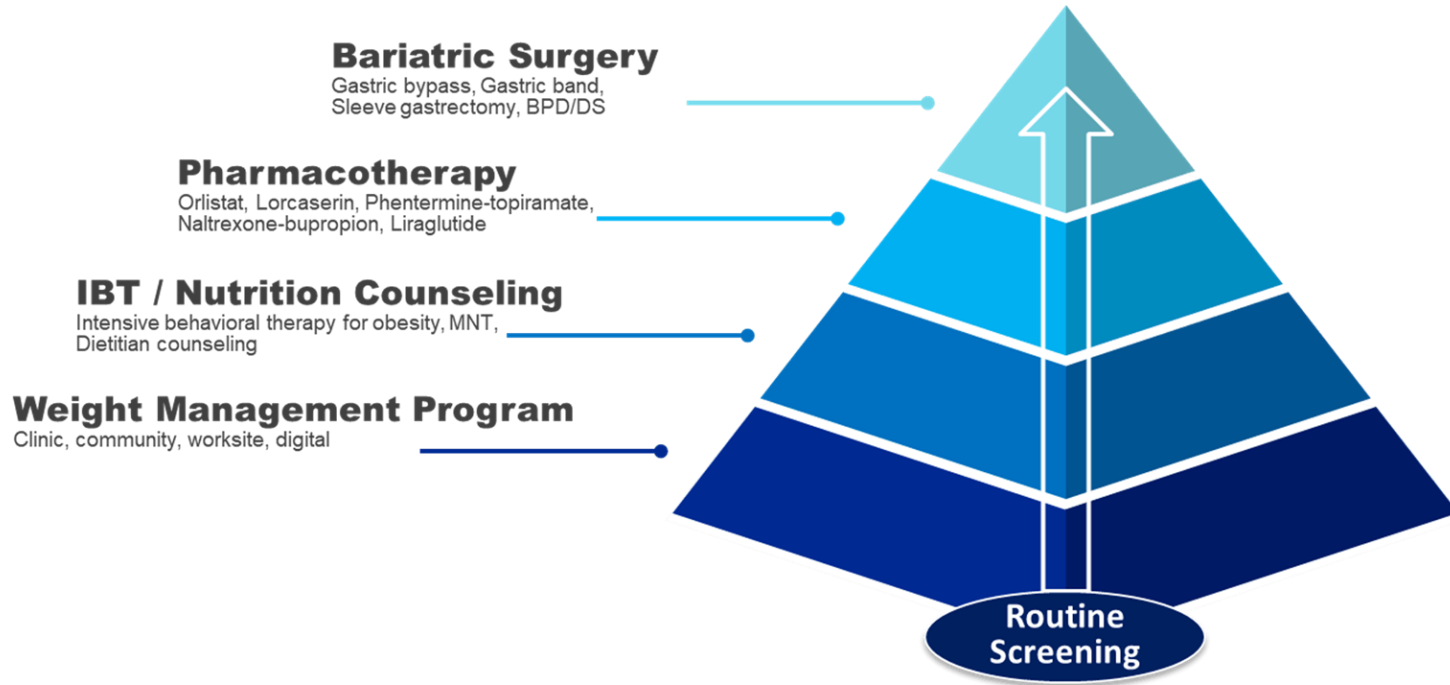 Bariatric Surgery
Gastric bypass, Gastric band,
Sleeve gastrectomy, BPD/DS
Pharmacotherapy
Orlistat, Lorcaserin, Phentermine-topiramate,
Naltrexone-bupropion, Liraglutide
IBT / Nutrition Counseling
Intensive behavioral therapy for obesity, MNT,
Dietitian counseling
Weight Management Program
Clinic, community, worksite, digital
Routine
Screening